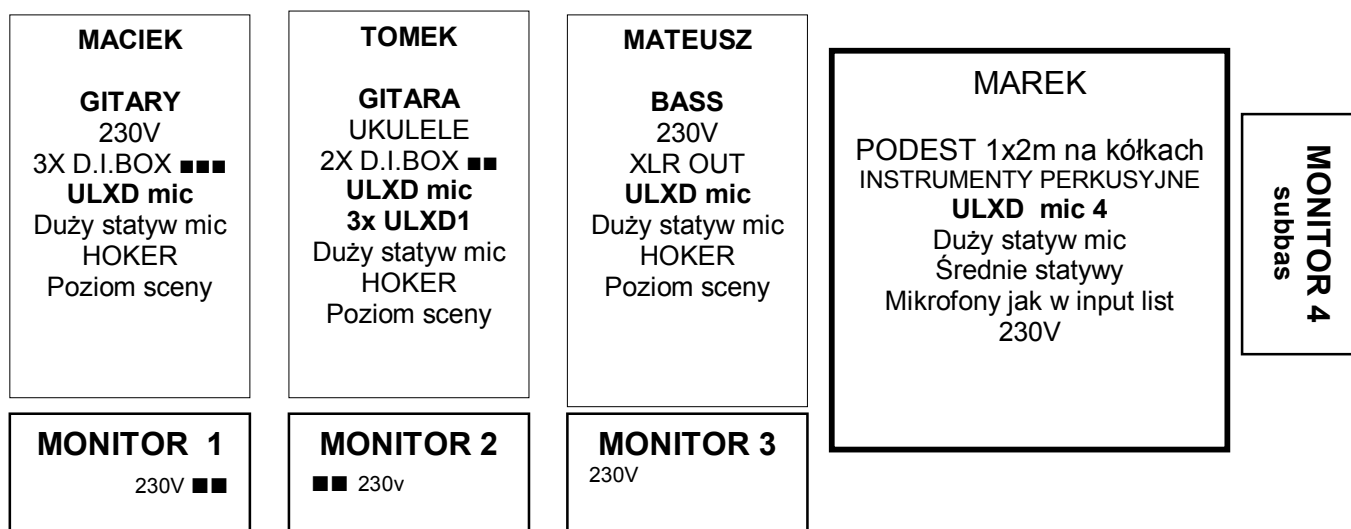 MACIEK
GITARY
230V
3X D.I.BOX ■■■
ULXD mic
Duży statyw mic
HOKER
Poziom sceny
TOMEK
GITARA
UKULELE
2X D.I.BOX ■■
ULXD mic
3x ULXD1
Duży statyw mic
HOKER
Poziom sceny
MATEUSZ
BASS
230V
XLR OUT
ULXD mic
Duży statyw mic
HOKER
Poziom sceny
MAREK
PODEST 1x2m na kółkach
INSTRUMENTY PERKUSYJNE
ULXD mic 4
Duży statyw mic
Średnie statywy
Mikrofony jak w input list
230V
MONITOR 4
subbas
MONITOR 1
230V ■■
MONITOR 2
■■ 230v
MONITOR 3
230V